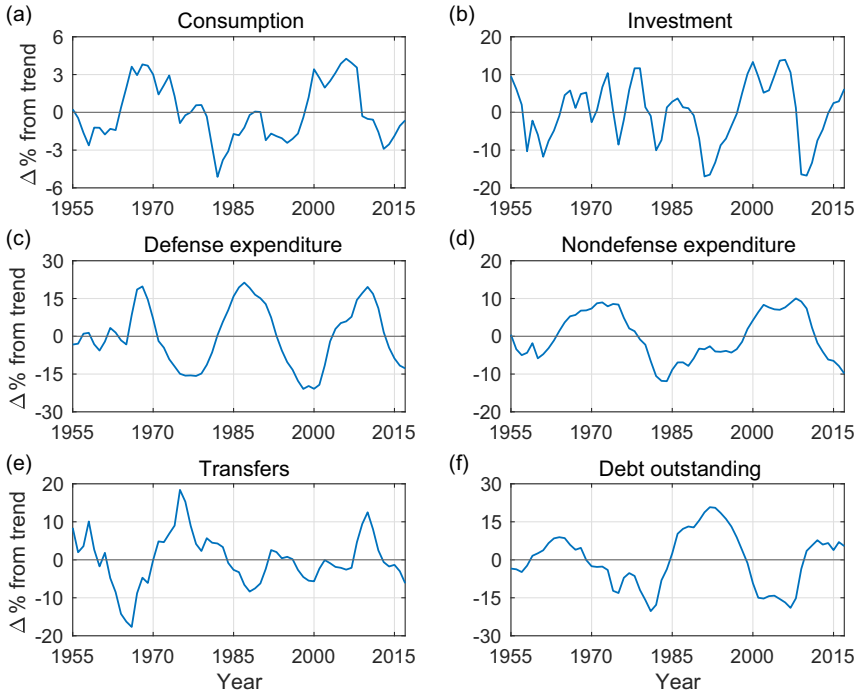 (a) Consumption
Δ % from trend
6
3
0
-3
-6
1955 1970 1985 2000 2015
(b) Investment
20
10
0
-10
-20
1955 1970 1985 2000 2015
(c) Defense expenditure
Δ % from trend
30
15
0
-15
-30
1955 1970 1985 2000 2015
(d) Nondefense expenditure
20
10
0
-10
-20
1955 1970 1985 2000 2015
(e) Transfers
Δ % from trend
20
10
0
-10
-20
1955 1970 1985 2000 2015
Year
(f) Debt outstanding
30
15
0
-15
-30
1955 1970 1985 2000 2015
Year